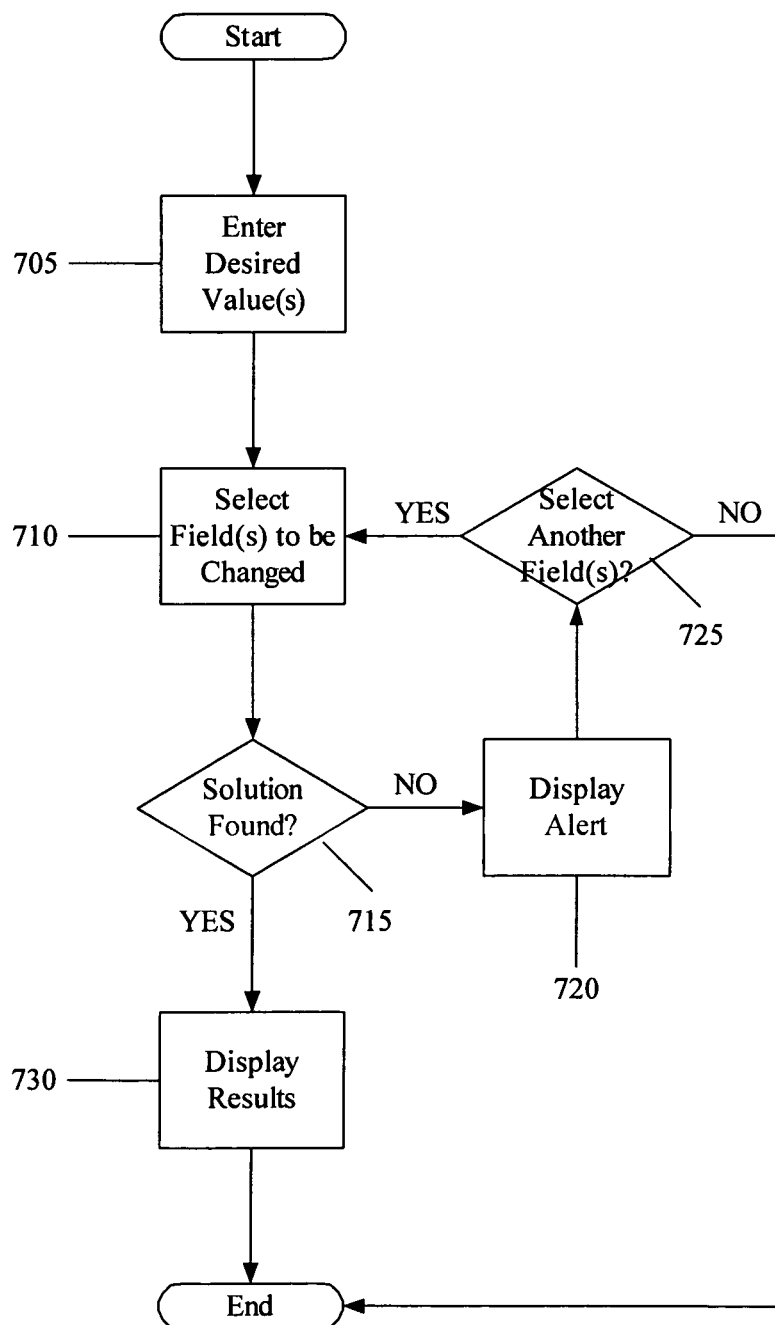 Start
Enter
Desired
Value(s)
705
Select
Field(s) to be
Changed
710
YES
Select
Another
Field(s)?
NO
725
Solution
Found?
NO
Display
Alert
YES
715
720
Display
Results
730
End